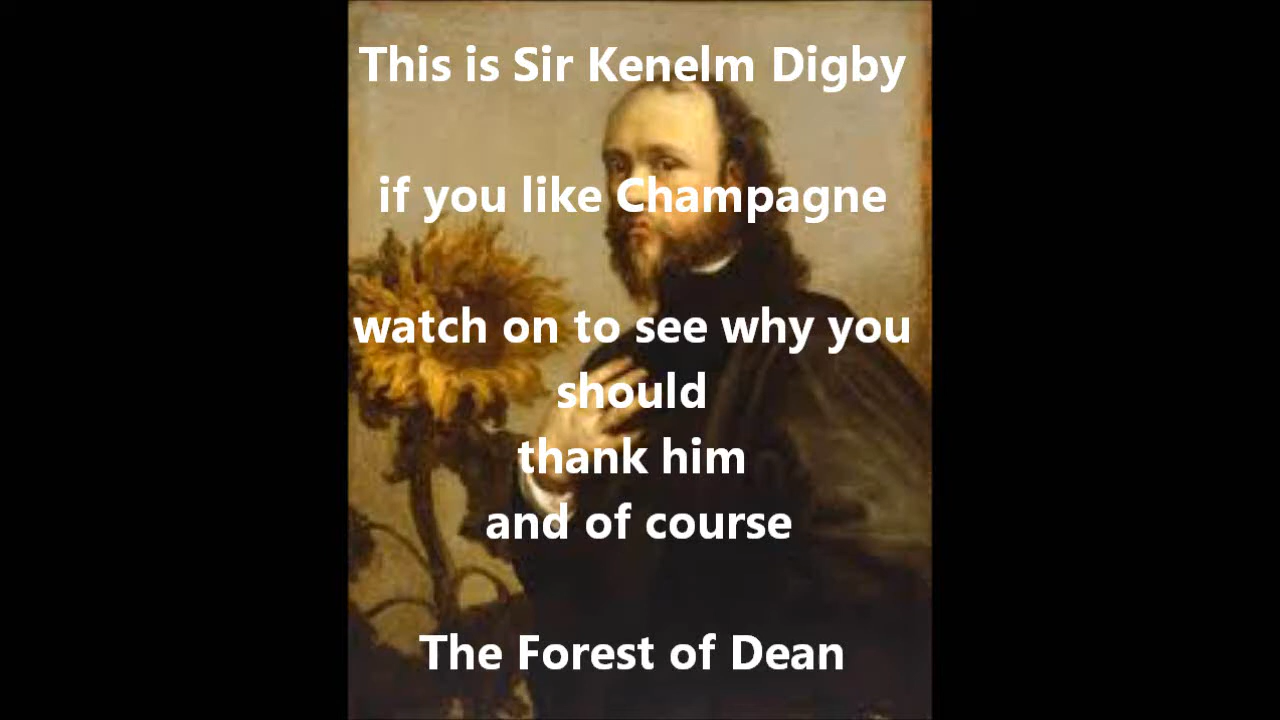 This is Sir Kenelm Digby
if you like Champagne
watch on to see why you
should
thank him
and of course
The Forest of Dean